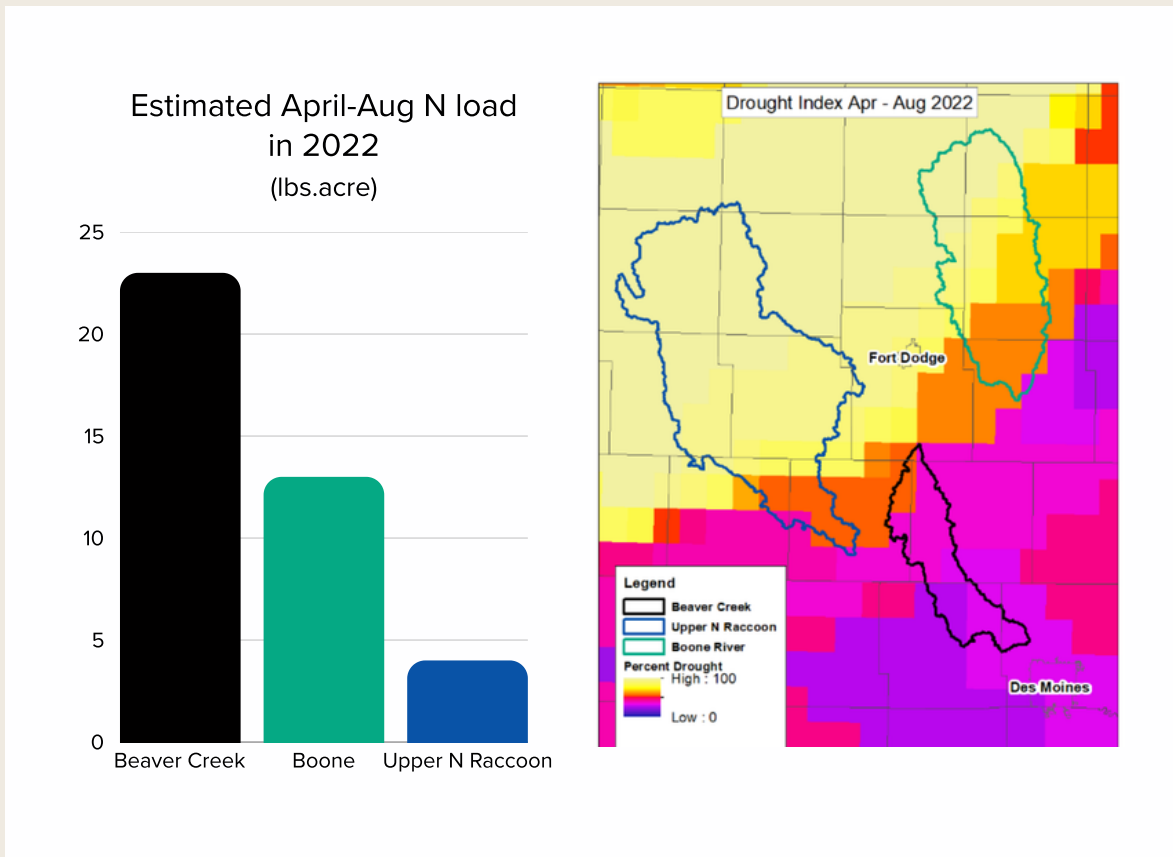 Estimated April-Aug N load
in 2022
(lbs.acre)
25
20
15
10
5
0
Beaver Creek
Boone
Upper N Raccoon
Drought Index Apr - Aug 2022
Fort Dodge
Des Moines
Legend
Beaver Creek
Upper N Raccoon
Boone River
Percent Drought
High : 100
Low : 0